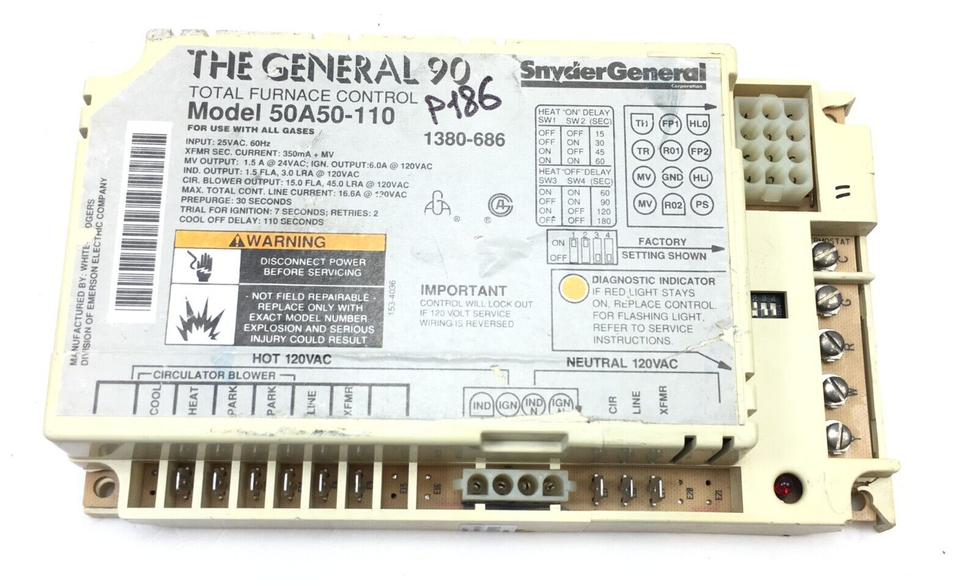 THE GENERAL 90
TOTAL FURNACE CONTROL
Model 50A50-110
FOR USE WITH ALL GASES
P186
SnyderGeneral
Corporation
1380-686
INPUT: 25VAC. 60Hz
XFMR SEC. CURRENT: 350mA + MV
MV OUTPUT: 1.5 A @ 24VAC; IGN. OUTPUT:6.0A @ 120VAC
IND. OUTPUT: 1.5 FLA, 3.0 LRA @ 120VAC
CIR. BLOWER OUTPUT: 15.0 FLA, 45.0 LRA @ 120VAC
MAX. TOTAL CONT. LINE CURRENT: 16.6A @ 120VAC
PREPURGE: 30 SECONDS
TRIAL FOR IGNITION: 7 SECONDS; RETRIES: 2
COOL OFF DELAY: 110 SECONDS
HEAT "ON" DELAY
SW1 SW2 (SEC)
OFF OFF 15
OFF ON 30
ON OFF 45
ON ON 60
HEAT "OFF" DELAY
SW3 SW4 (SEC)
ON ON 60
ON OFF 90
OFF ON 120
OFF OFF 180
TH FP1 HLO
TR RO1 FP2
MV GND HLI
MV RO2 PS
ON
OFF
1 2 3 4
FACTORY
SETTING SHOWN
WARNING
DISCONNECT POWER
BEFORE SERVICING
- NOT FIELD REPAIRABLE -
REPLACE ONLY WITH
EXACT MODEL NUMBER
EXPLOSION AND SERIOUS
INJURY COULD RESULT
153-4036
IMPORTANT
CONTROL WILL LOCK OUT
IF 120 VOLT SERVICE
WIRING IS REVERSED
DIAGNOSTIC INDICATOR
IF RED LIGHT STAYS
ON, REPLACE CONTROL
FOR FLASHING LIGHT,
REFER TO SERVICE
INSTRUCTIONS.
MANUFACTURED BY: WHITE-RODGERS
DIVISION OF EMERSON ELECTRIC COMPANY
HOT 120VAC
NEUTRAL 120VAC
CIRCULATOR BLOWER
COOL
HEAT
PARK
PARK
LINE
XFMR
IND IGN IND N IGN N
CIR
LINE
XFMR
C
G
R
W
Y
E15
E16
E20
E21